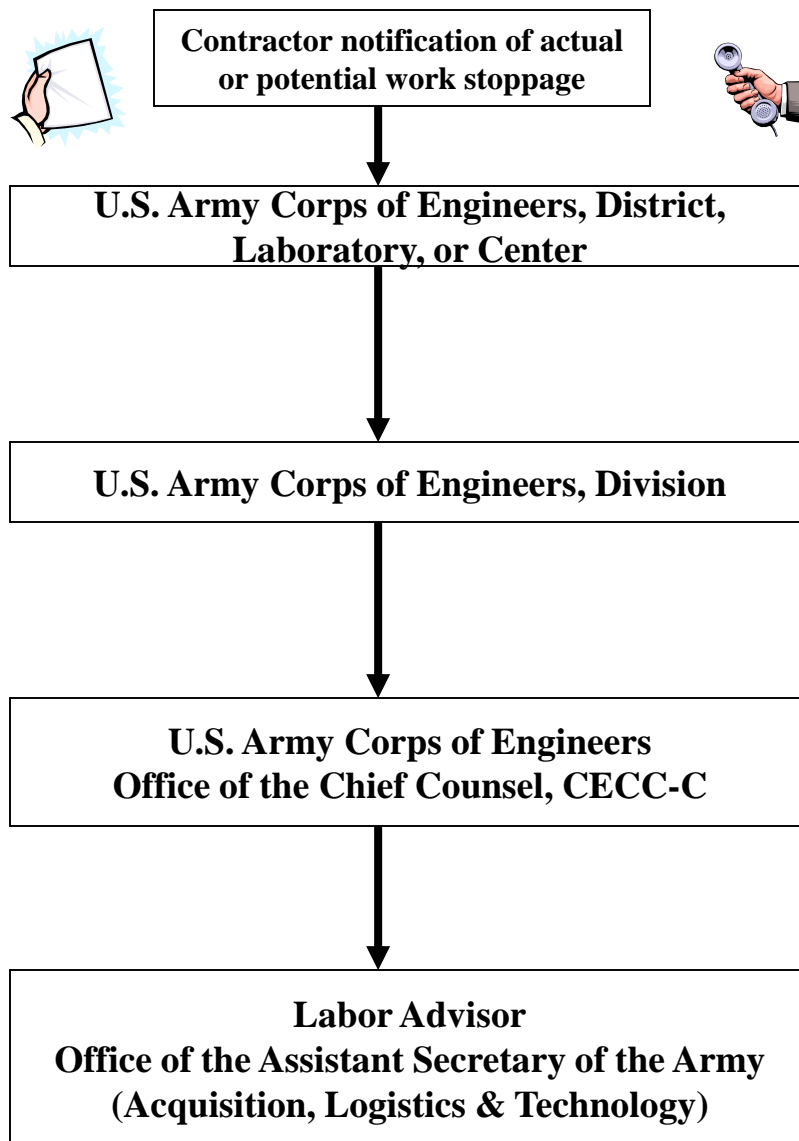 Contractor notification of actual
or potential work stoppage
U.S. Army Corps of Engineers, District,
Laboratory, or Center
U.S. Army Corps of Engineers, Division
U.S. Army Corps of Engineers
Office of the Chief Counsel, CECC-C
Labor Advisor
Office of the Assistant Secretary of the Army
(Acquisition, Logistics & Technology)